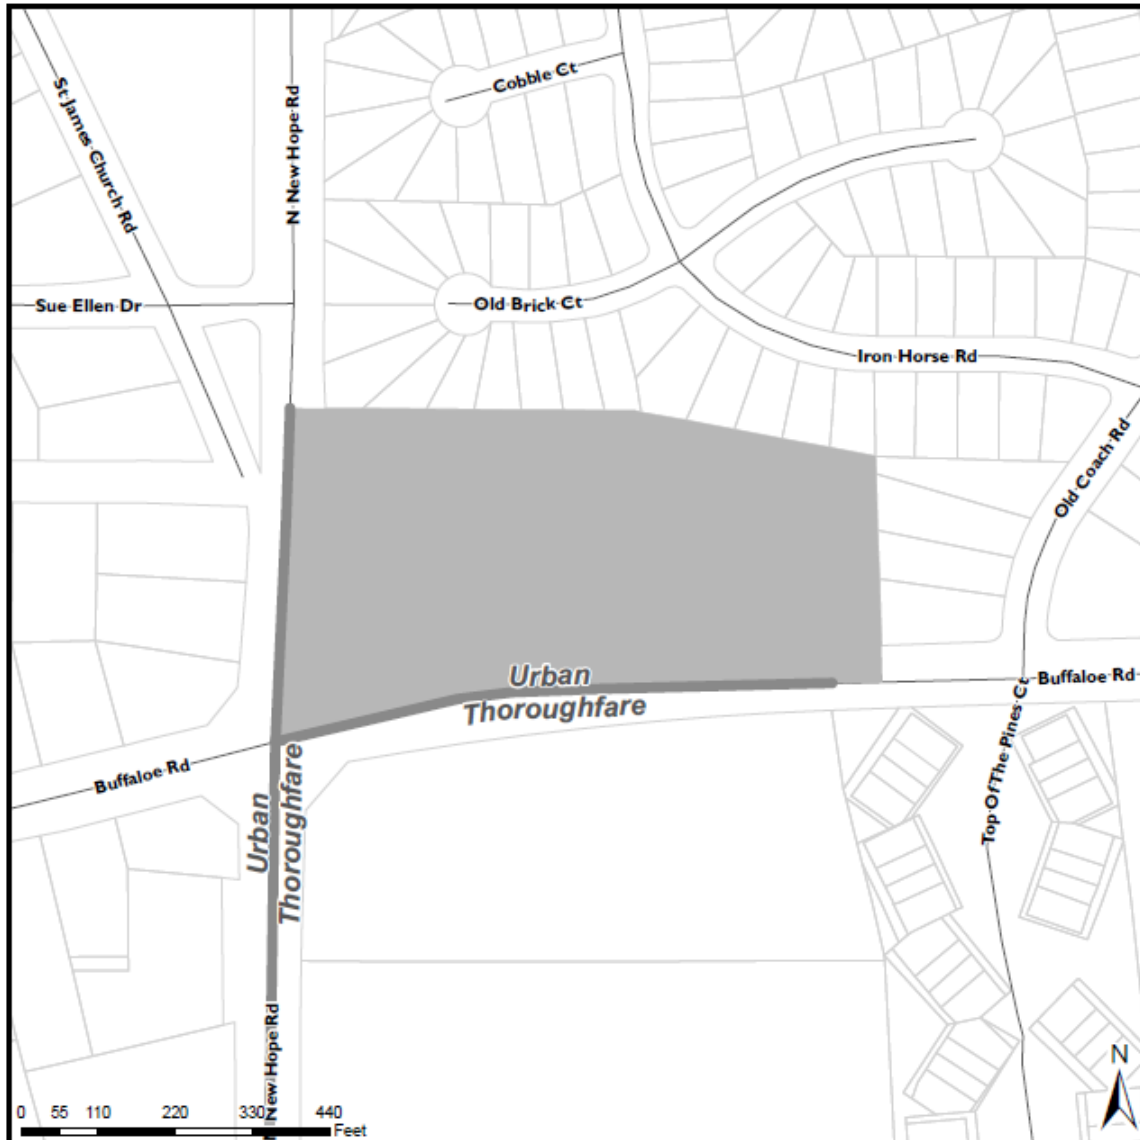 Cobble Ct
St James Church Rd
N New Hope Rd
Sue Ellen Dr
Old Brick Ct
Iron Horse Rd
Old Coach Rd
Urban
Thoroughfare
Buffaloe Rd
Buffaloe Rd
Top Of The Pines Ct
Urban
Thoroughfare
N New Hope Rd
N
0 55 110 220 330 440
Feet